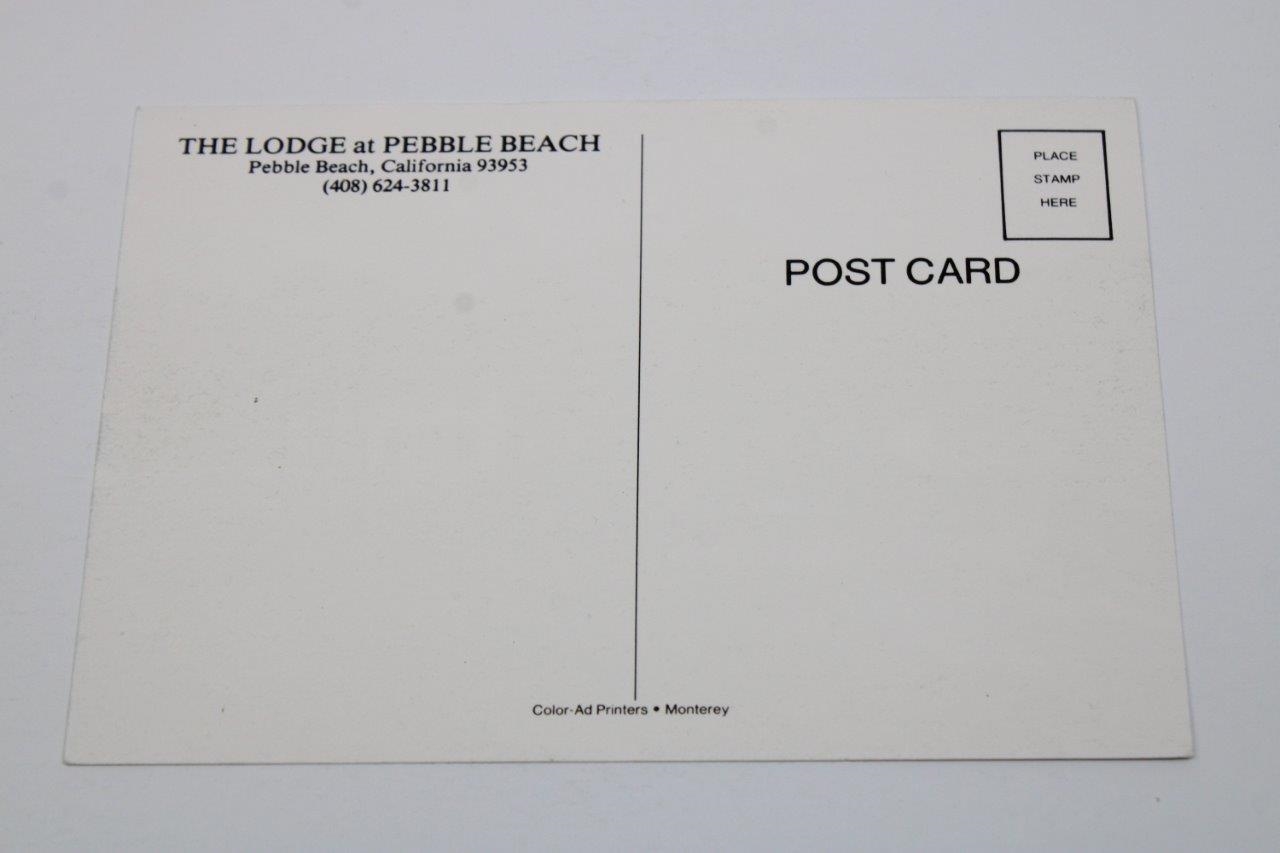 THE LODGE at PEBBLE BEACH
Pebble Beach, California 93953
(408) 624-3811
PLACE
STAMP
HERE
POST CARD
Color-Ad Printers • Monterey